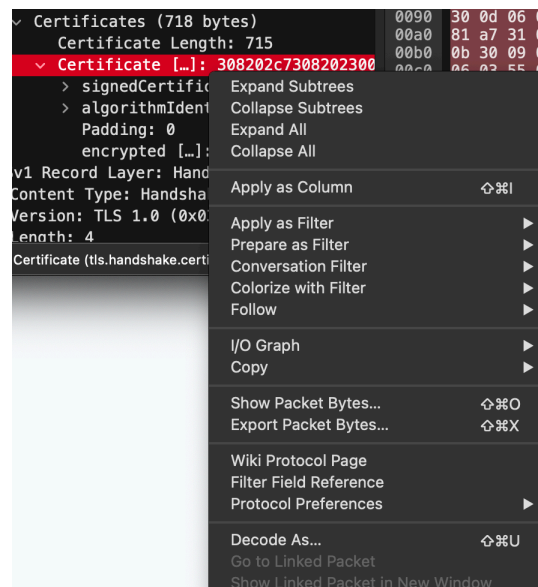 Certificates (718 bytes)
Certificate Length: 715
Certificate […]: 308202c7308202300
signedCertific
algorithmIdent
Padding: 0
encrypted […]:
v1 Record Layer: Hand
Content Type: Handsha
Version: TLS 1.0 (0x0
Length: 4
Certificate (tls.handshake.certi
0090 30 0d 06
00a0 81 a7 31
00b0 0b 30 09
00c0 06 03 55
Expand Subtrees
Collapse Subtrees
Expand All
Collapse All
Apply as Column ⇧⌘I
Apply as Filter
Prepare as Filter
Conversation Filter
Colorize with Filter
Follow
I/O Graph
Copy
Show Packet Bytes... ⇧⌘O
Export Packet Bytes... ⇧⌘X
Wiki Protocol Page
Filter Field Reference
Protocol Preferences
Decode As... ⇧⌘U
Go to Linked Packet
Show Linked Packet in New Window